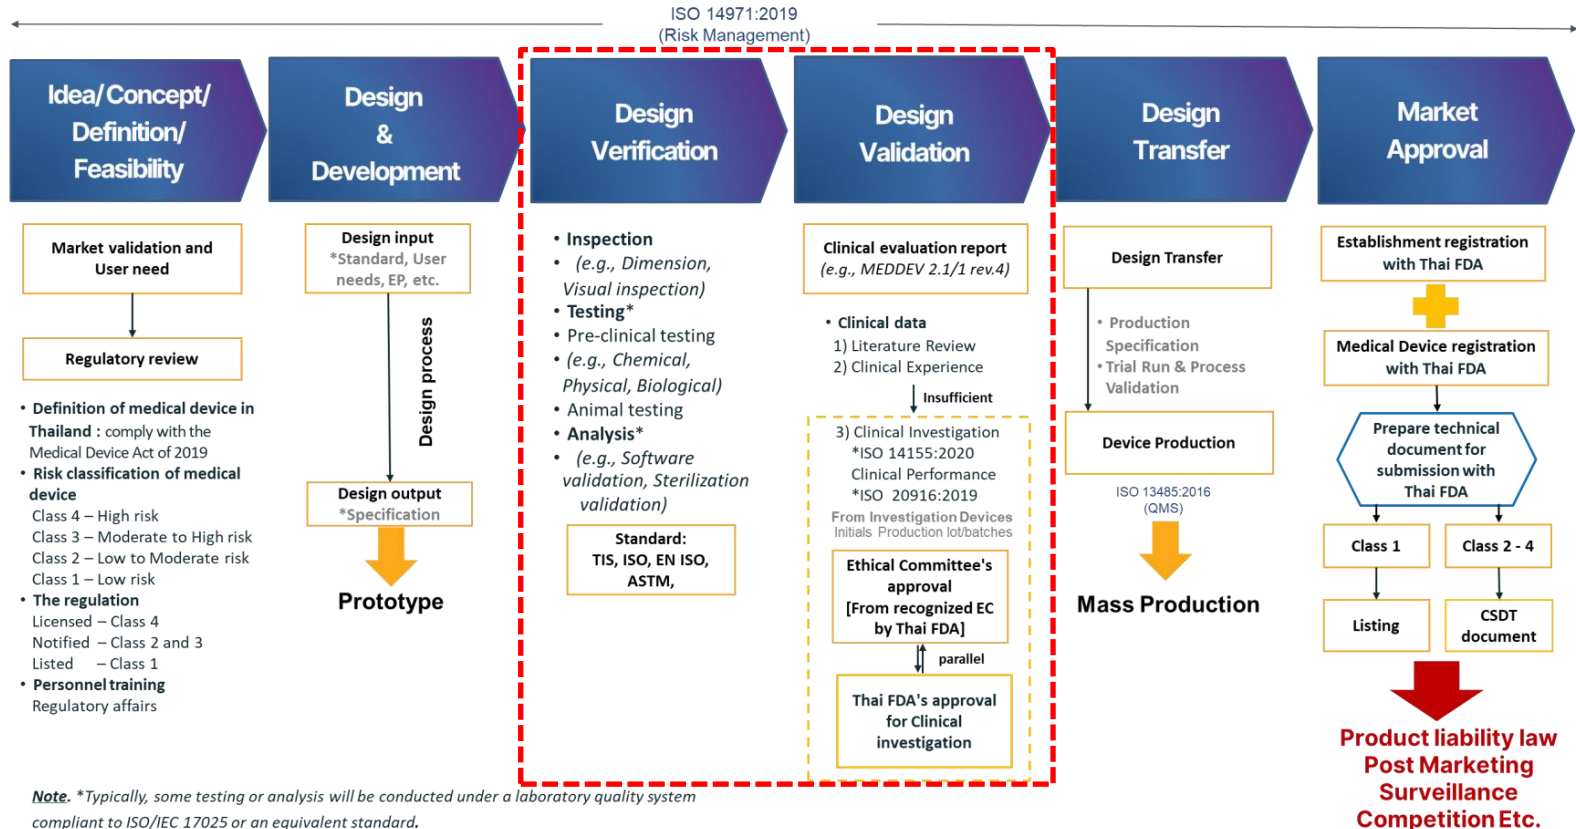 ISO 14971:2019
(Risk Management)
Idea/Concept/
Definition/
Feasibility
Design
&
Development
Design
Verification
Design
Validation
Design
Transfer
Market
Approval
Market validation and
User need
Regulatory review
• Definition of medical device in
Thailand : comply with the
Medical Device Act of 2019
• Risk classification of medical
device
Class 4 – High risk
Class 3 – Moderate to High risk
Class 2 – Low to Moderate risk
Class 1 – Low risk
• The regulation
Licensed – Class 4
Notified – Class 2 and 3
Listed – Class 1
• Personnel training
Regulatory affairs
Design input
*Standard, User
needs, EP, etc.
Design process
Design output
*Specification
Prototype
• Inspection
• (e.g., Dimension,
Visual inspection)
• Testing*
• Pre-clinical testing
• (e.g., Chemical,
Physical, Biological)
• Animal testing
• Analysis*
• (e.g., Software
validation, Sterilization
validation)
Standard:
TIS, ISO, EN ISO,
ASTM,
Clinical evaluation report
(e.g., MEDDEV 2.1/1 rev.4)
• Clinical data
1) Literature Review
2) Clinical Experience
Insufficient
3) Clinical Investigation
*ISO 14155:2020
Clinical Performance
*ISO 20916:2019
From Investigation Devices
Initials Production lot/batches
Ethical Committee's
approval
[From recognized EC
by Thai FDA]
parallel
Thai FDA's approval
for Clinical
investigation
Design Transfer
• Production
Specification
• Trial Run & Process
Validation
Device Production
ISO 13485:2016
(QMS)
Mass Production
Establishment registration
with Thai FDA
Medical Device registration
with Thai FDA
Prepare technical
document for
submission with
Thai FDA
Class 1
Class 2 - 4
Listing
CSDT
document
Product liability law
Post Marketing
Surveillance
Competition Etc.
Note. *Typically, some testing or analysis will be conducted under a laboratory quality system
compliant to ISO/IEC 17025 or an equivalent standard.